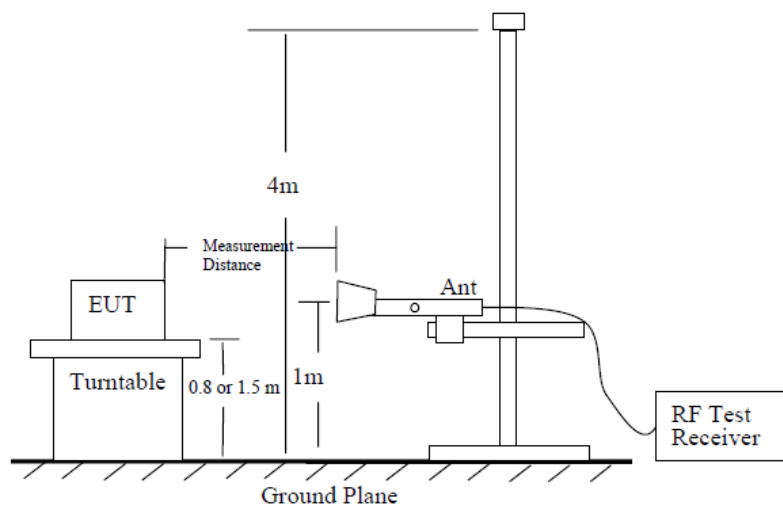 4m
Measurement
Distance
EUT
Ant
Turntable
0.8 or 1.5 m
1m
RF Test
Receiver
Ground Plane